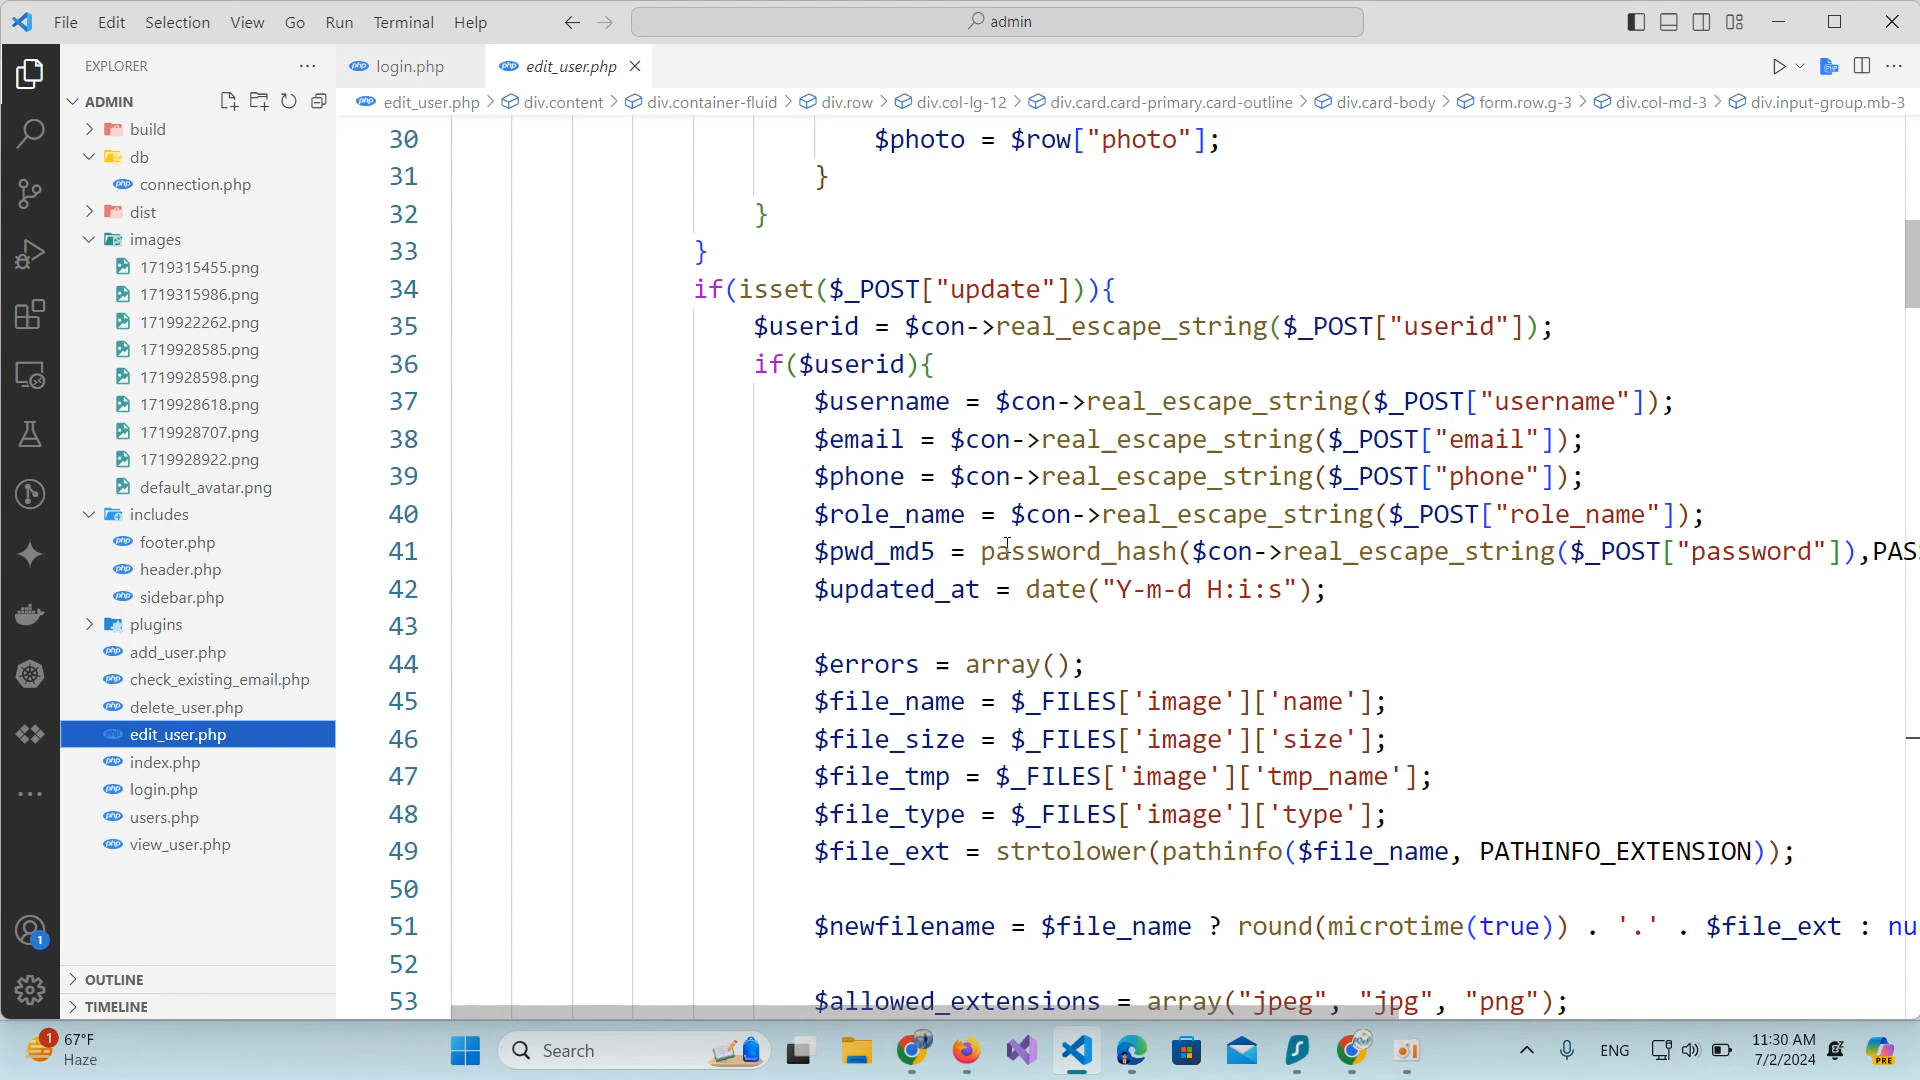 File Edit Selection View Go Run Terminal Help
admin
EXPLORER
login.php
edit_user.php
ADMIN
edit_user.php > div.content > div.container-fluid > div.row > div.col-lg-12 > div.card.card-primary.card-outline > div.card-body > form.row.g-3 > div.col-md-3 > div.input-group.mb-3
build
db
connection.php
dist
images
1719315455.png
1719315986.png
1719922262.png
1719928585.png
1719928598.png
1719928618.png
1719928707.png
1719928922.png
default_avatar.png
includes
footer.php
header.php
sidebar.php
plugins
add_user.php
check_existing_email.php
delete_user.php
edit_user.php
index.php
login.php
users.php
view_user.php
OUTLINE
TIMELINE
30 $photo = $row["photo"];
31 }
32 }
33 }
34 if(isset($_POST["update"])){
35 $userid = $con->real_escape_string($_POST["userid"]);
36 if($userid){
37 $username = $con->real_escape_string($_POST["username"]);
38 $email = $con->real_escape_string($_POST["email"]);
39 $phone = $con->real_escape_string($_POST["phone"]);
40 $role_name = $con->real_escape_string($_POST["role_name"]);
41 $pwd_md5 = password_hash($con->real_escape_string($_POST["password"]),PAS
42 $updated_at = date("Y-m-d H:i:s");
43
44 $errors = array();
45 $file_name = $_FILES['image']['name'];
46 $file_size = $_FILES['image']['size'];
47 $file_tmp = $_FILES['image']['tmp_name'];
48 $file_type = $_FILES['image']['type'];
49 $file_ext = strtolower(pathinfo($file_name, PATHINFO_EXTENSION));
50
51 $newfilename = $file_name ? round(microtime(true)) . '.' . $file_ext : nu
52
53 $allowed_extensions = array("jpeg", "jpg", "png");
1
1
67°F
Haze
Search
ENG
11:30 AM
7/2/2024
PRE